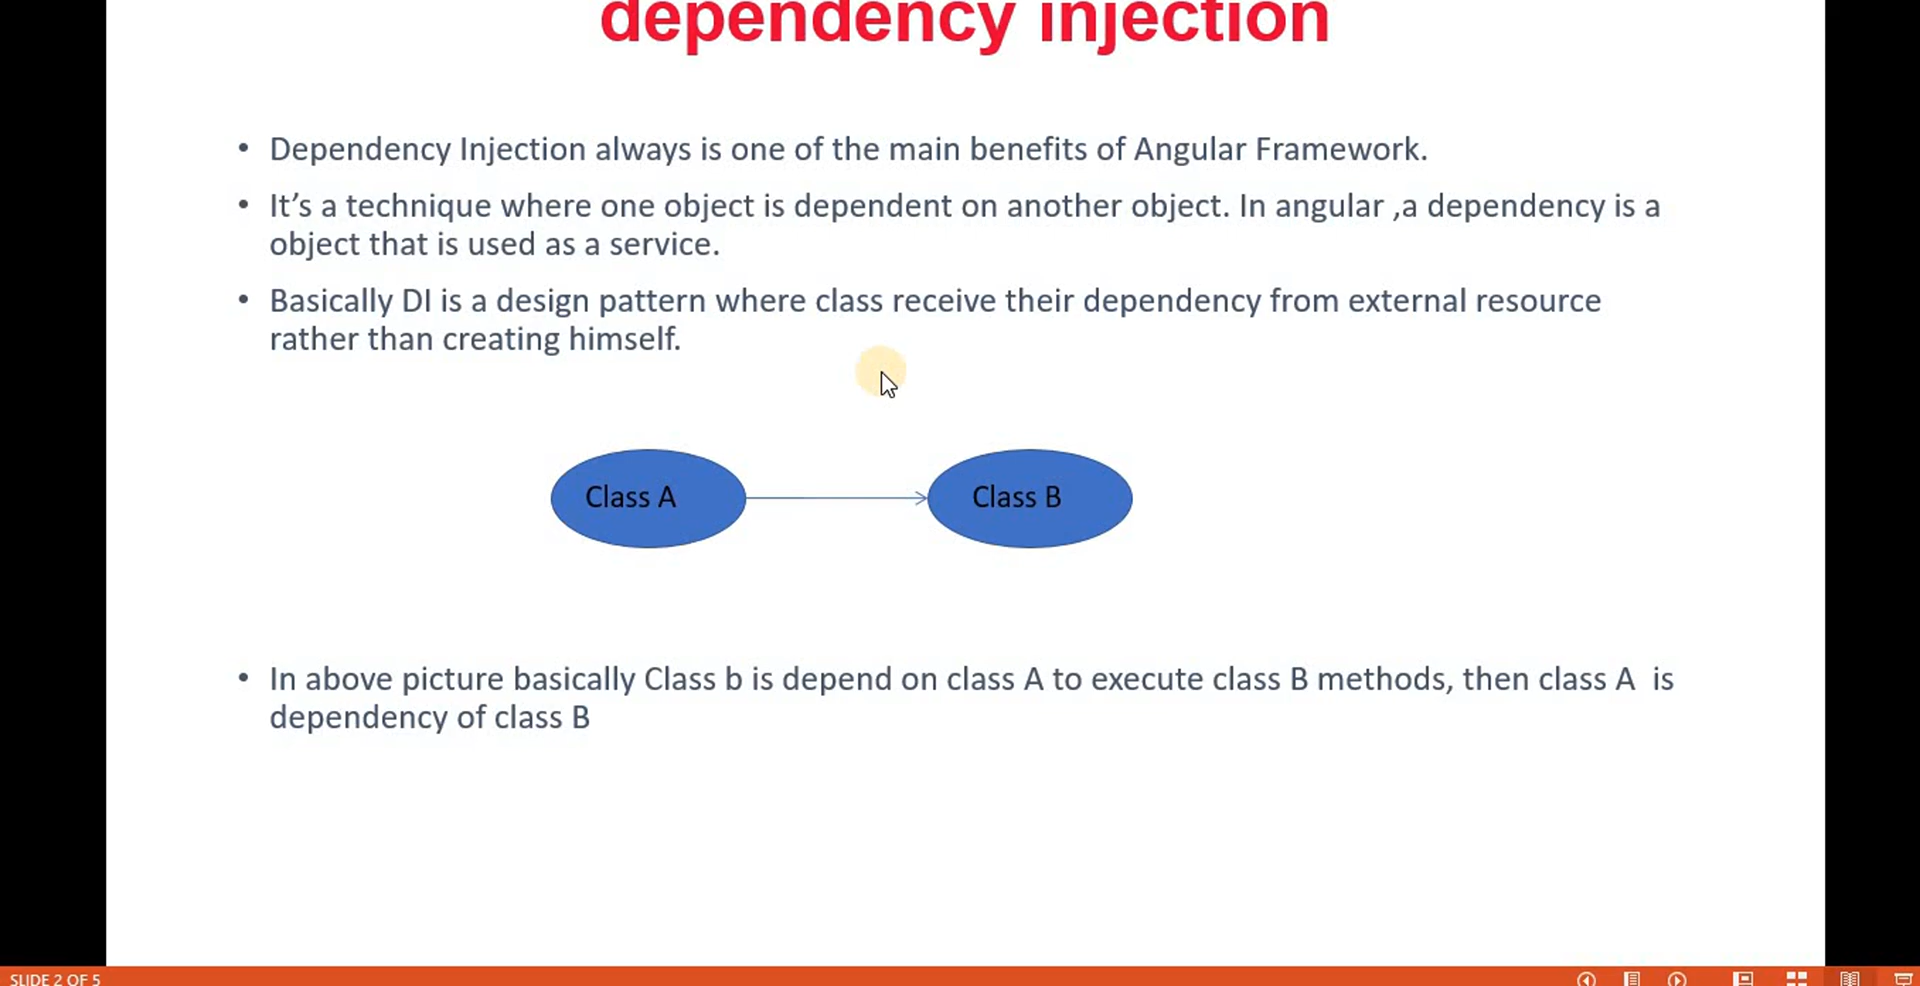 dependency injection
• Dependency Injection always is one of the main benefits of Angular Framework.
• It’s a technique where one object is dependent on another object. In angular ,a dependency is a
object that is used as a service.
• Basically DI is a design pattern where class receive their dependency from external resource
rather than creating himself.
Class A
Class B
• In above picture basically Class b is depend on class A to execute class B methods, then class A  is
dependency of class B
SLIDE 2 OF 5